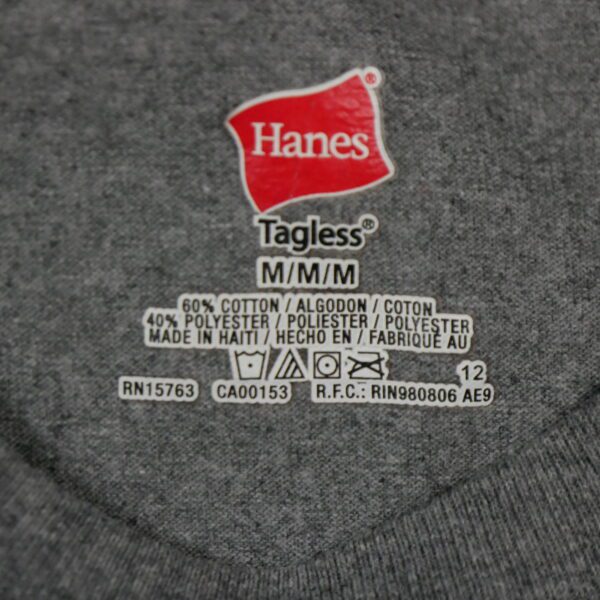 Hanes®
Tagless®
M/M/M
60% COTTON / ALGODON / COTON
40% POLYESTER / POLIESTER / POLYESTER
MADE IN HAITI / HECHO EN / FABRIQUÉ AU
12
RN15763 CA00153 R.F.C.: RIN980806 AE9